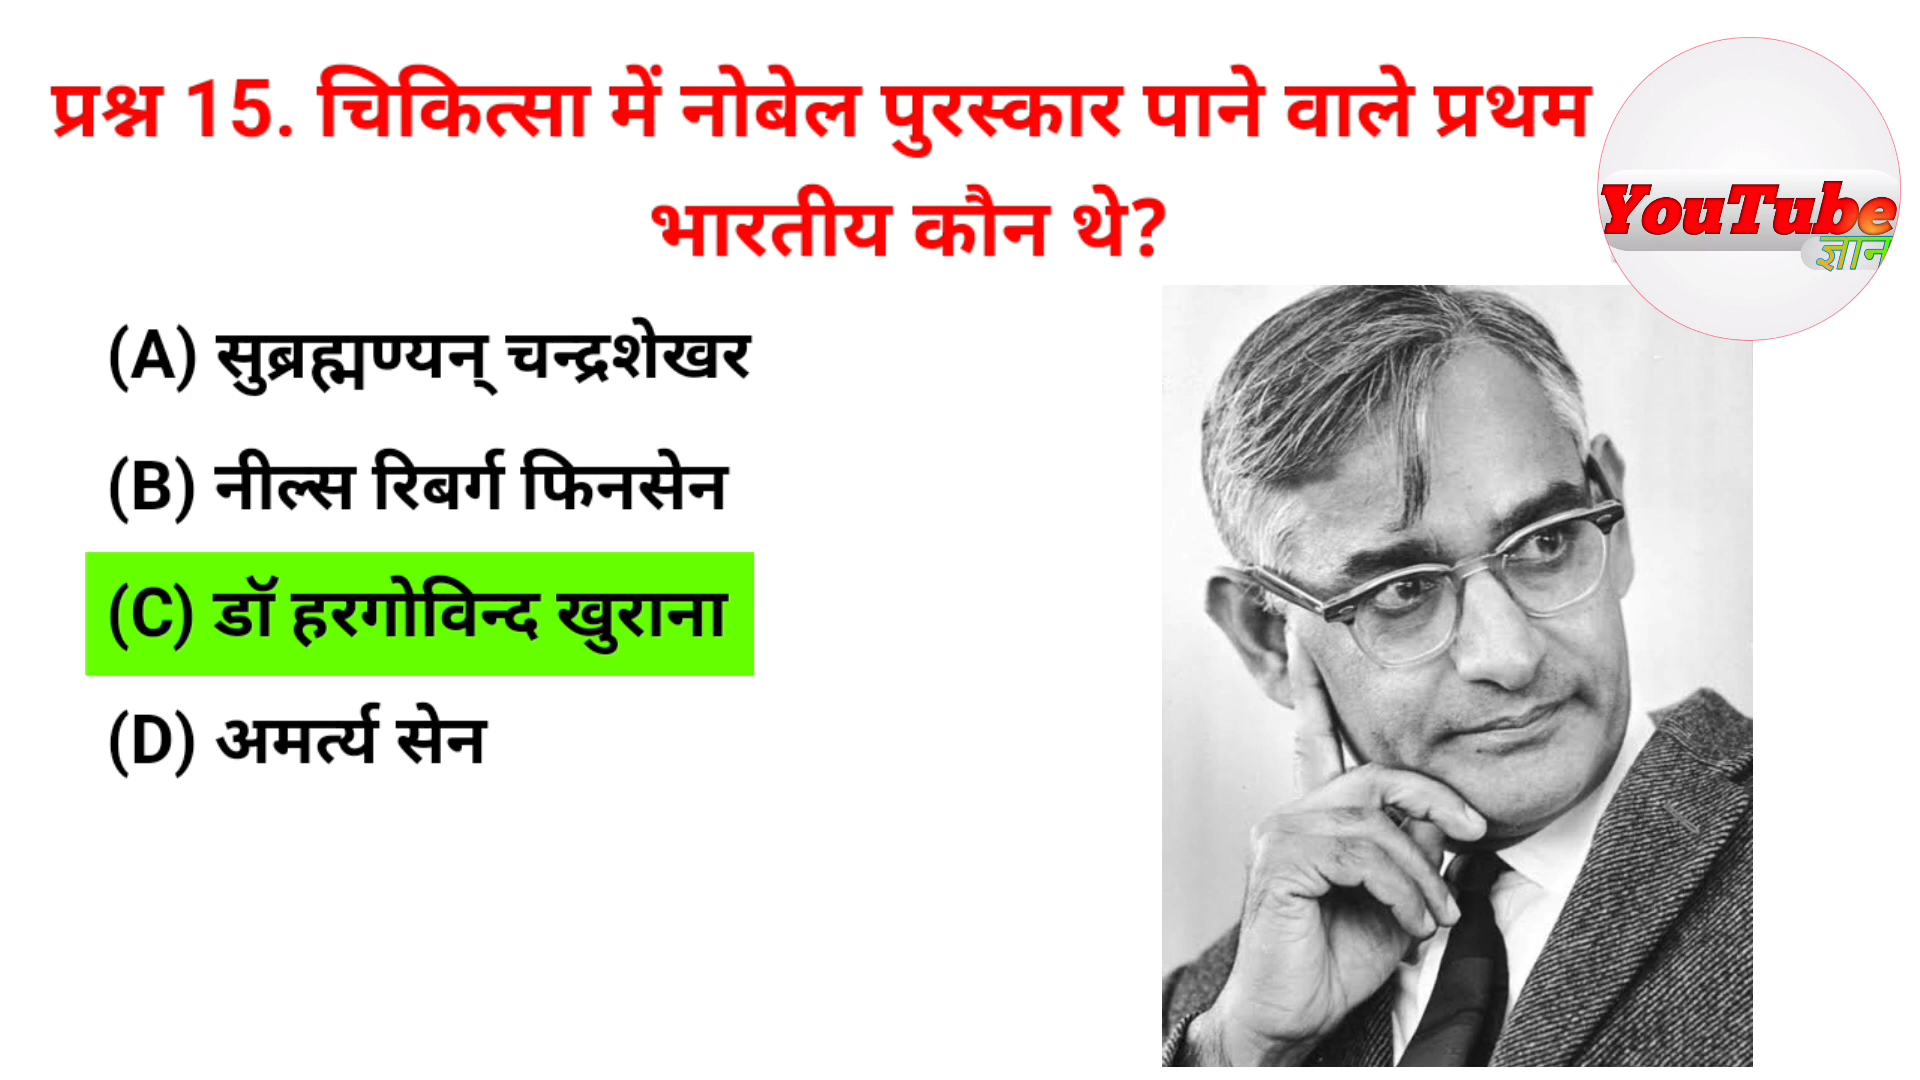 प्रश्न 15. चिकित्सा में नोबेल पुरस्कार पाने वाले प्रथम
भारतीय कौन थे?
YouTube
ज्ञान
(A) सुब्रह्मण्यन् चन्द्रशेखर
(B) नील्स रिबर्ग फिनसेन
(C) डॉ हरगोविन्द खुराना
(D) अमर्त्य सेन